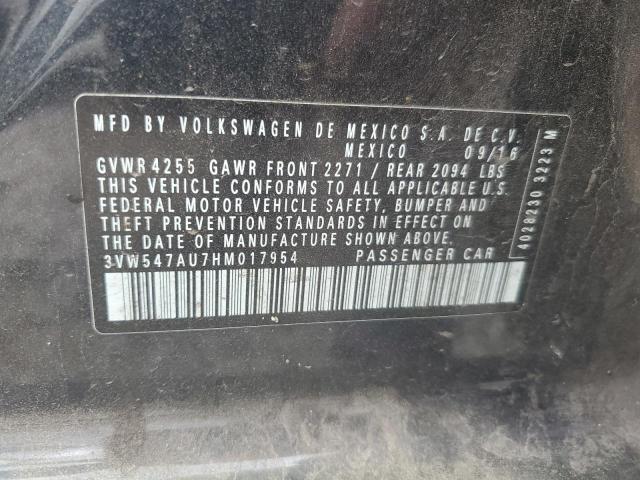 MFD BY VOLKSWAGEN DE MEXICO S.A. DE C.V.
MEXICO 09/16
GVWR 4255 GAWR FRONT 2271 / REAR 2094 LBS
THIS VEHICLE CONFORMS TO ALL APPLICABLE U.S.
FEDERAL MOTOR VEHICLE SAFETY, BUMPER AND
THEFT PREVENTION STANDARDS IN EFFECT ON
THE DATE OF MANUFACTURE SHOWN ABOVE.
3VW547AU7HM017954 PASSENGER CAR
4028230 3223 M